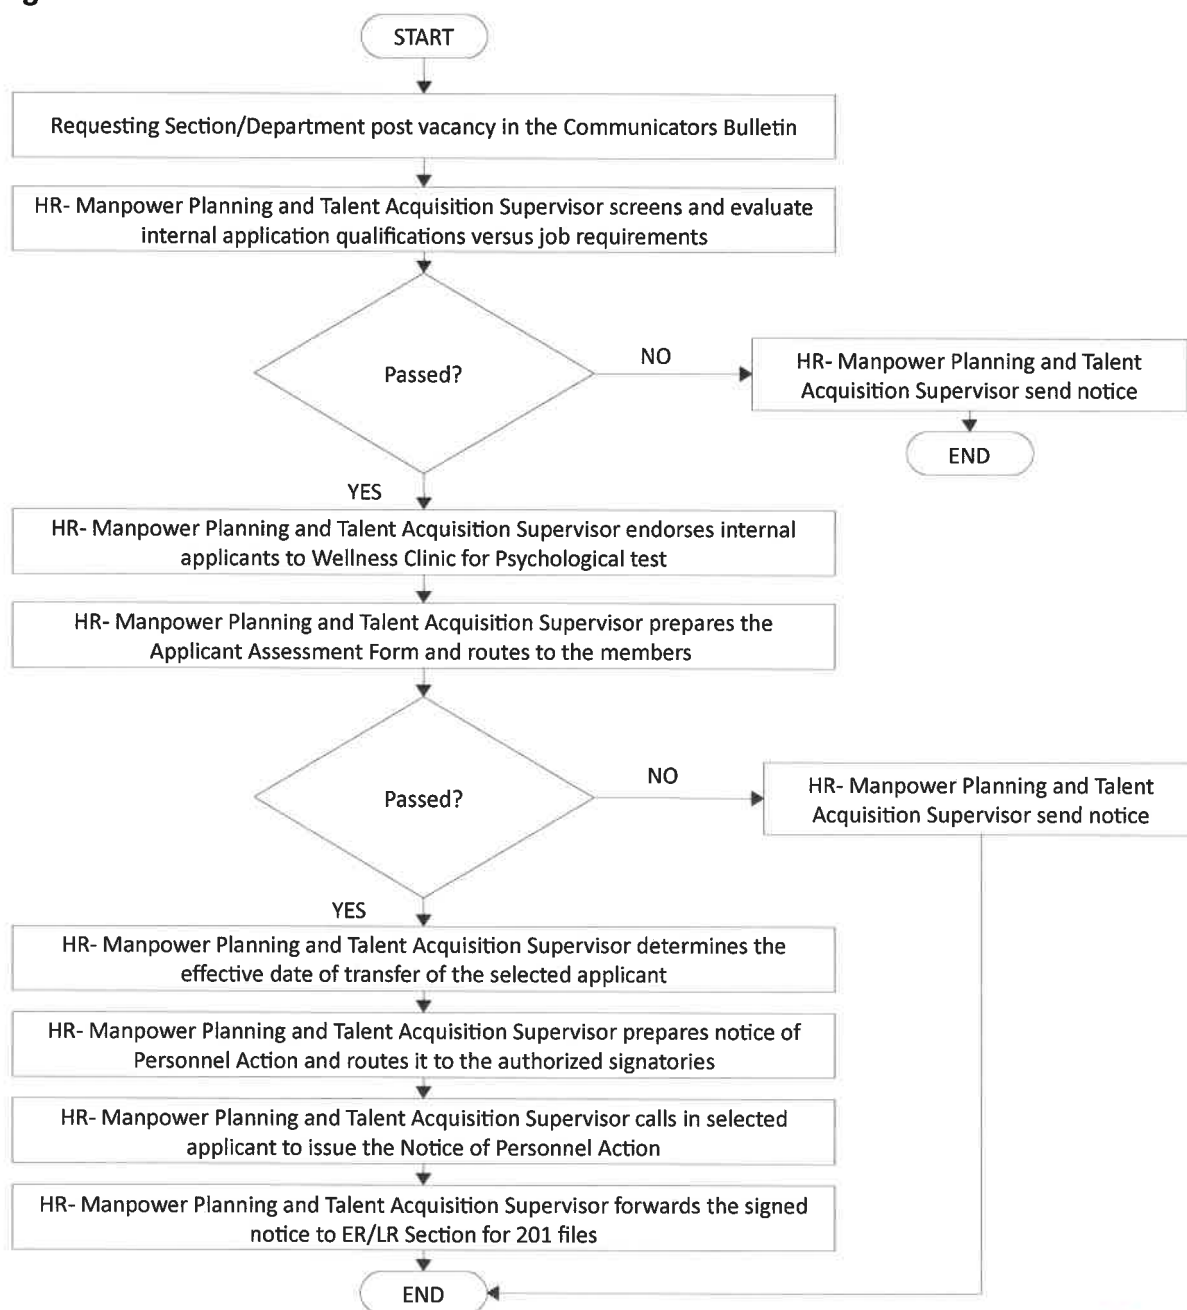 START
Requesting Section/Department post vacancy in the Communicators Bulletin
HR- Manpower Planning and Talent Acquisition Supervisor screens and evaluate
internal application qualifications versus job requirements
Passed?
NO
HR- Manpower Planning and Talent
Acquisition Supervisor send notice
END
YES
HR- Manpower Planning and Talent Acquisition Supervisor endorses internal
applicants to Wellness Clinic for Psychological test
HR- Manpower Planning and Talent Acquisition Supervisor prepares the
Applicant Assessment Form and routes to the members
Passed?
NO
HR- Manpower Planning and Talent
Acquisition Supervisor send notice
YES
HR- Manpower Planning and Talent Acquisition Supervisor determines the
effective date of transfer of the selected applicant
HR- Manpower Planning and Talent Acquisition Supervisor prepares notice of
Personnel Action and routes it to the authorized signatories
HR- Manpower Planning and Talent Acquisition Supervisor calls in selected
applicant to issue the Notice of Personnel Action
HR- Manpower Planning and Talent Acquisition Supervisor forwards the signed
notice to ER/LR Section for 201 files
END